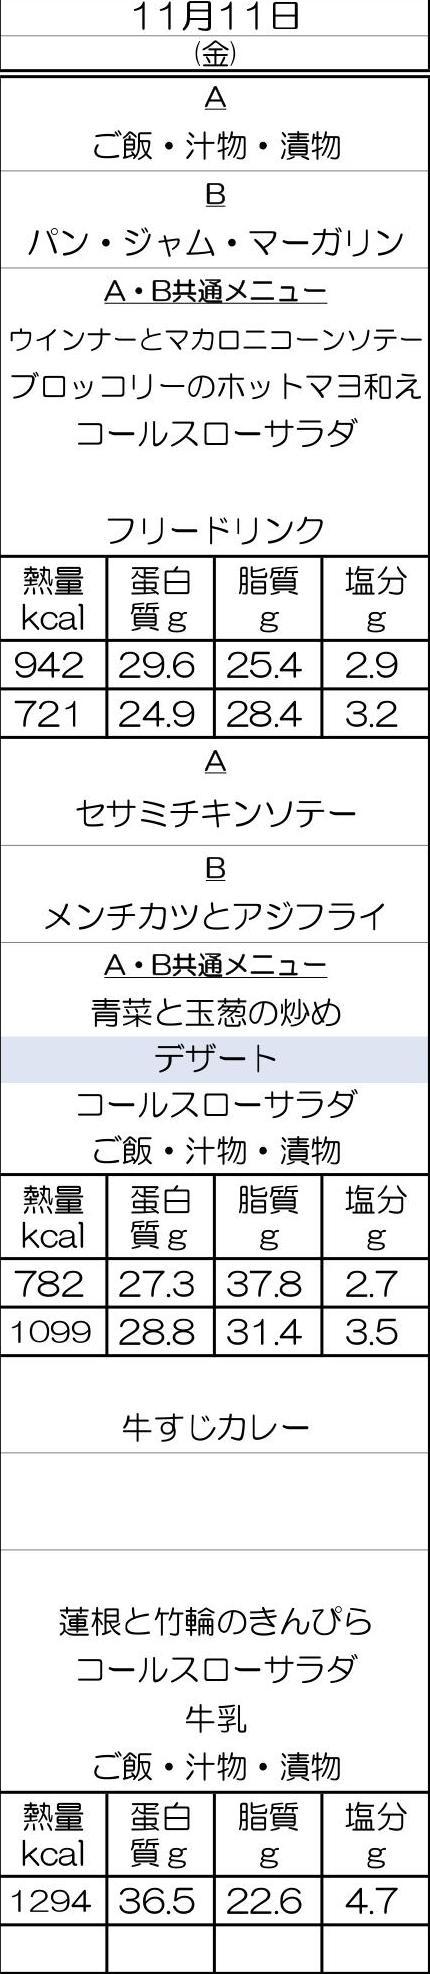 11月11日
(金)
A
ご飯・汁物・漬物
B
パン・ジャム・マーガリン
A・B共通メニュー
ウインナーとマカロニコーンソテー
ブロッコリーのホットマヨ和え
コールスローサラダ
フリードリンク
熱量 蛋白 脂質 塩分
kcal 質g g g
942 29.6 25.4 2.9
721 24.9 28.4 3.2
A
セサミチキンソテー
B
メンチカツとアジフライ
A・B共通メニュー
青菜と玉葱の炒め
デザート
コールスローサラダ
ご飯・汁物・漬物
熱量 蛋白 脂質 塩分
kcal 質g g g
782 27.3 37.8 2.7
1099 28.8 31.4 3.5
牛すじカレー
蓮根と竹輪のきんぴら
コールスローサラダ
牛乳
ご飯・汁物・漬物
熱量 蛋白 脂質 塩分
kcal 質g g g
1294 36.5 22.6 4.7